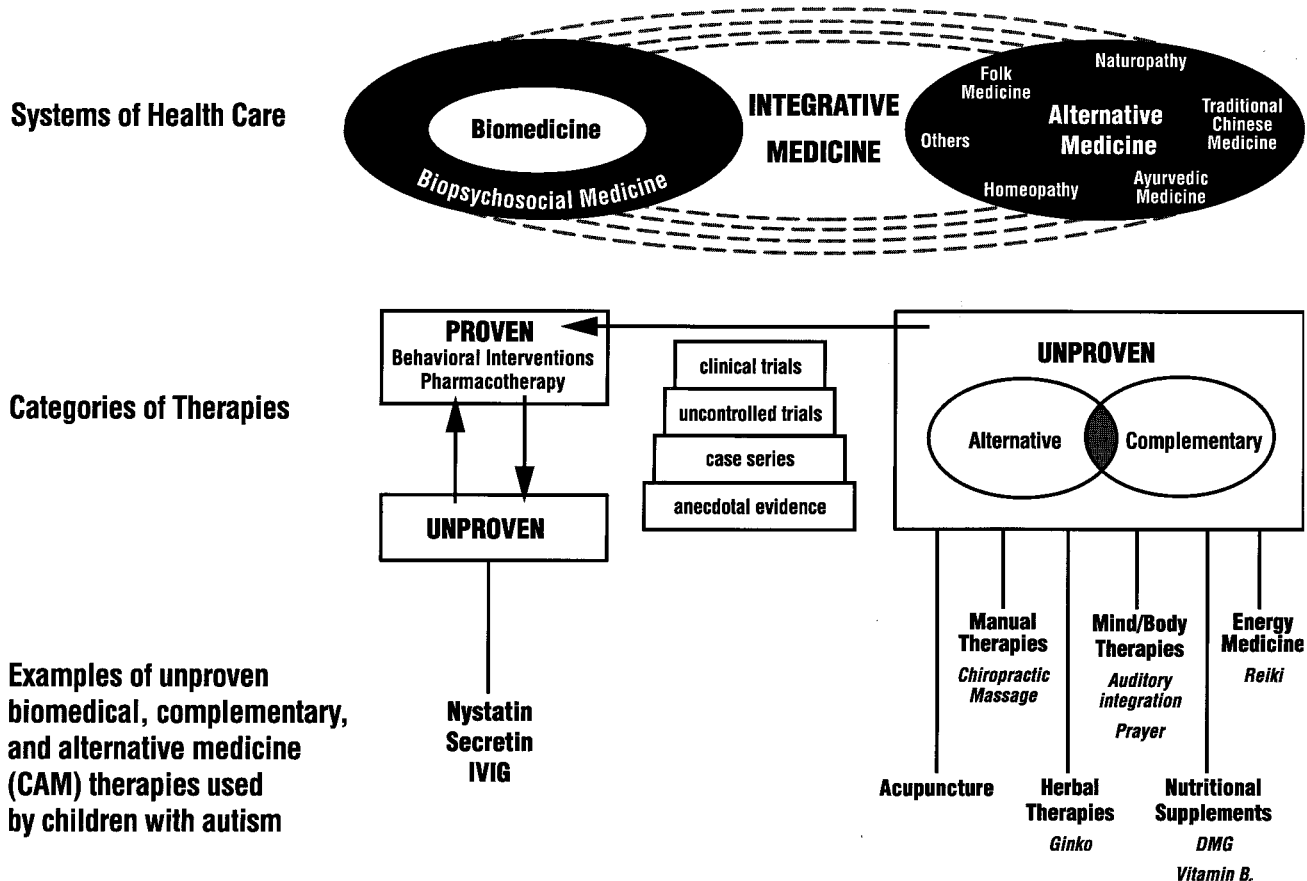 Systems of Health Care
Biomedicine
Biopsychosocial Medicine
INTEGRATIVE
MEDICINE
Naturopathy
Folk
Medicine
Alternative
Medicine
Traditional
Chinese
Medicine
Others
Homeopathy
Ayurvedic
Medicine
Categories of Therapies
PROVEN
Behavioral Interventions
Pharmacotherapy
UNPROVEN
clinical trials
uncontrolled trials
case series
anecdotal evidence
UNPROVEN
Alternative
Complementary
Examples of unproven
biomedical, complementary,
and alternative medicine
(CAM) therapies used
by children with autism
Nystatin
Secretin
IVIG
Acupuncture
Manual
Therapies
Chiropractic
Massage
Herbal
Therapies
Ginko
Mind/Body
Therapies
Auditory
integration
Prayer
Nutritional
Supplements
DMG
Vitamin B.
Energy
Medicine
Reiki